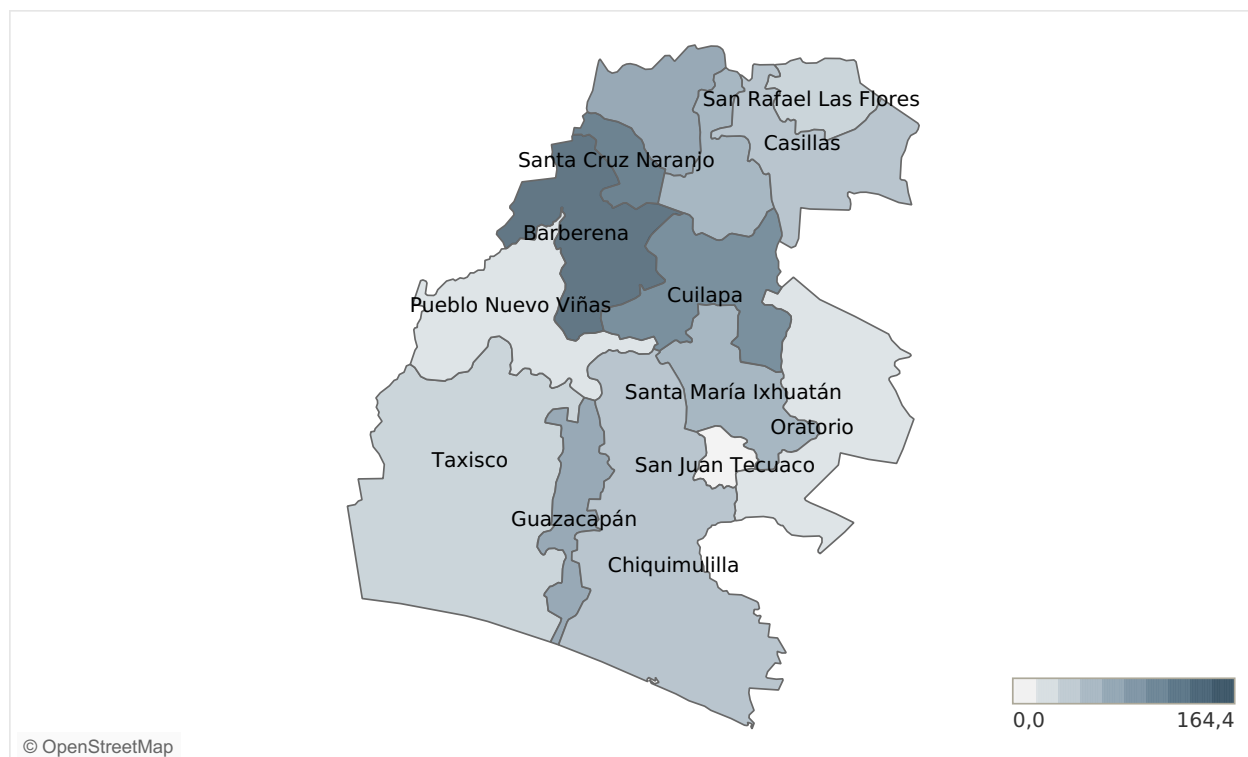 San Rafael Las Flores
Casillas
Santa Cruz Naranjo
Barberena
Cuilapa
Pueblo Nuevo Viñas
Santa María Ixhuatán
Oratorio
Taxisco
San Juan Tecuaco
Guazacapán
Chiquimulilla
0,0
164,4
© OpenStreetMap